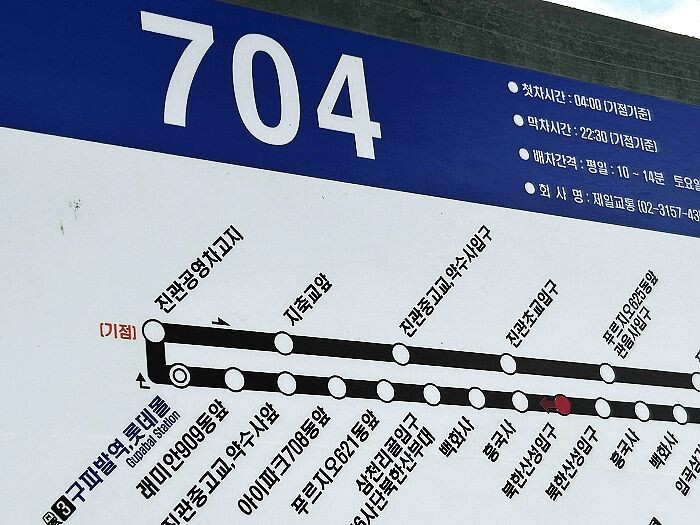 704
첫차시간 : 04:00 (기점기준)
막차시간 : 22:30 (기점기준)
배차간격 : 평일 : 10 ~ 14분 토요일
회 사 명 : 제일교통 (02-3157-43
진관공영차고지
지축교앞
진관중고교,약수사입구
진관초교입구
푸르지오625동앞
관음사입구
(기점)
3 구파발역.롯데몰
Gupabal Station
래미안909동앞
진관중고교,약수사앞
아이파크708동앞
푸르지오621동앞
삼천리골입구
사단북한산부대
백화사
흥국사
북한산성입구
북한산성입구
흥국사
백화사